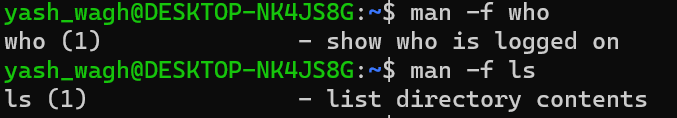 yash_wagh@DESKTOP-NK4JS8G:~$ man -f who
who (1)              - show who is logged on
yash_wagh@DESKTOP-NK4JS8G:~$ man -f ls
ls (1)               - list directory contents